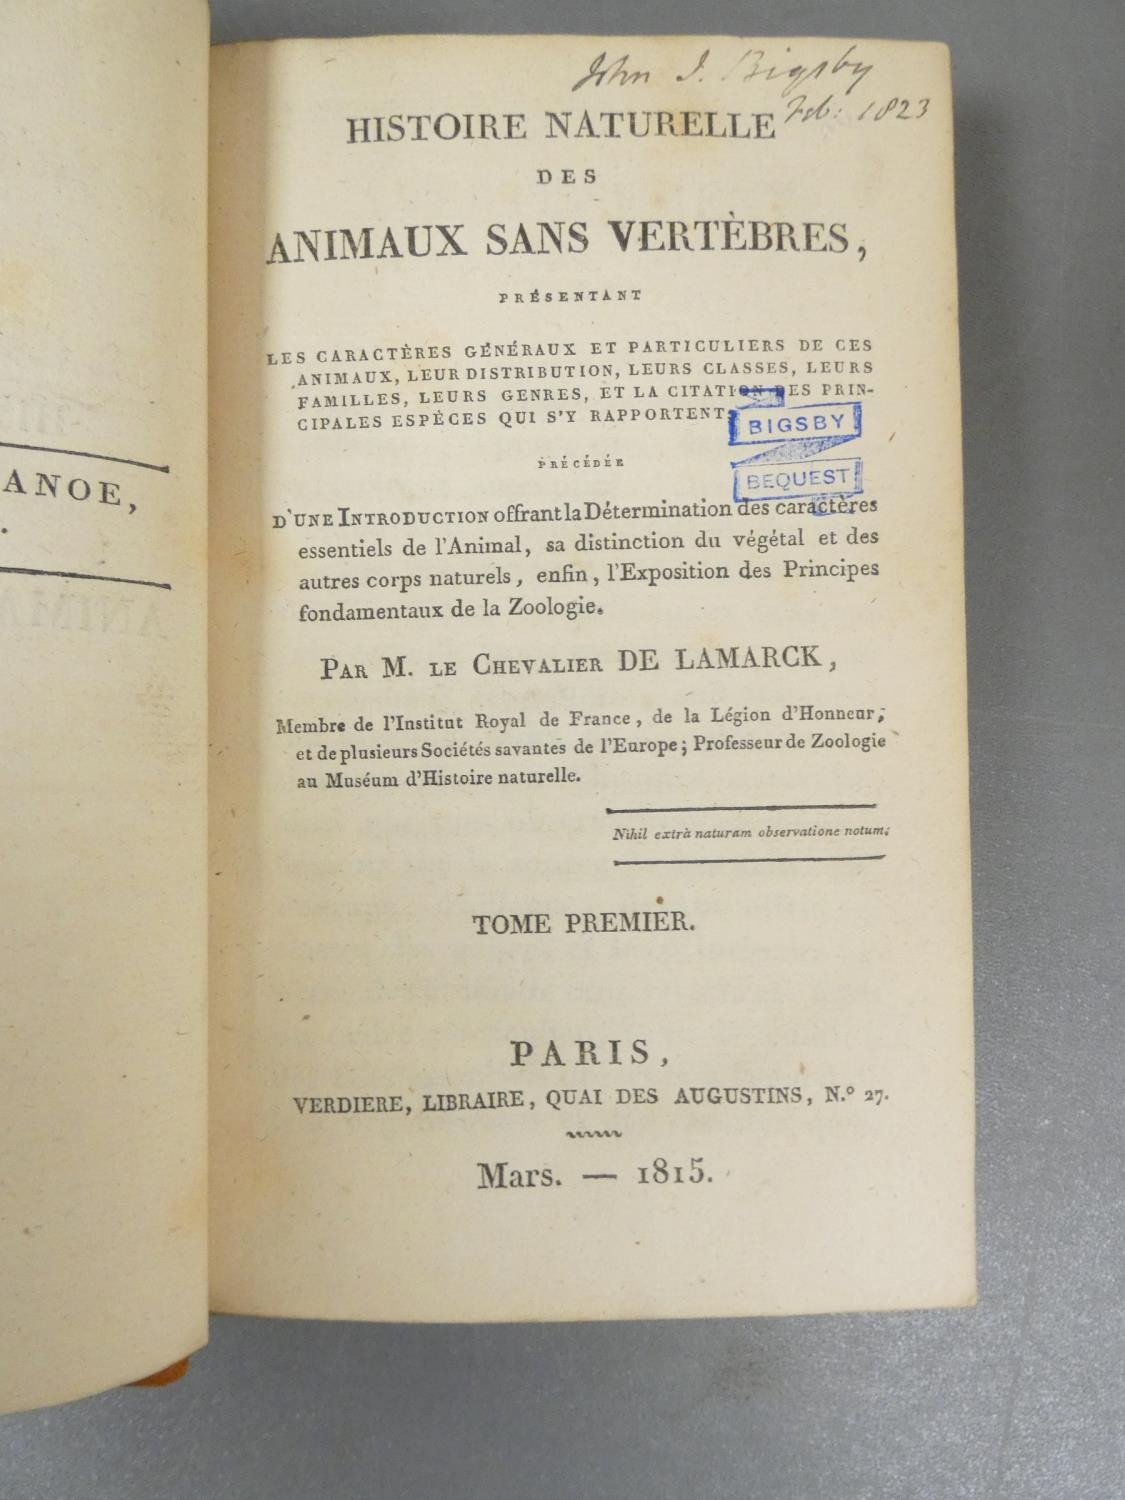 ANOE,
John J. Bigsby
Feb: 1823
HISTOIRE NATURELLE
DES
ANIMAUX SANS VERTÈBRES,
PRÉSENTANT
LES CARACTÈRES GÉNÉRAUX ET PARTICULIERS DE CES
ANIMAUX, LEUR DISTRIBUTION, LEURS CLASSES, LEURS
FAMILLES, LEURS GENRES, ET LA CITATION DES PRIN-
CIPALES ESPÈCES QUI S'Y RAPPORTENT;
BIGSBY
BEQUEST
PRÉCÉDÉE
D'UNE INTRODUCTION offrant la Détermination des caractères
essentiels de l'Animal, sa distinction du végétal et des
autres corps naturels, enfin, l'Exposition des Principes
fondamentaux de la Zoologie.
PAR M. LE CHEVALIER DE LAMARCK,
Membre de l'Institut Royal de France, de la Légion d'Honneur,
et de plusieurs Sociétés savantes de l'Europe; Professeur de Zoologie
au Muséum d'Histoire naturelle.
Nihil extrà naturam observatione notum.
TOME PREMIER.
PARIS,
VERDIERE, LIBRAIRE, QUAI DES AUGUSTINS, N.° 27.
Mars. — 1815.